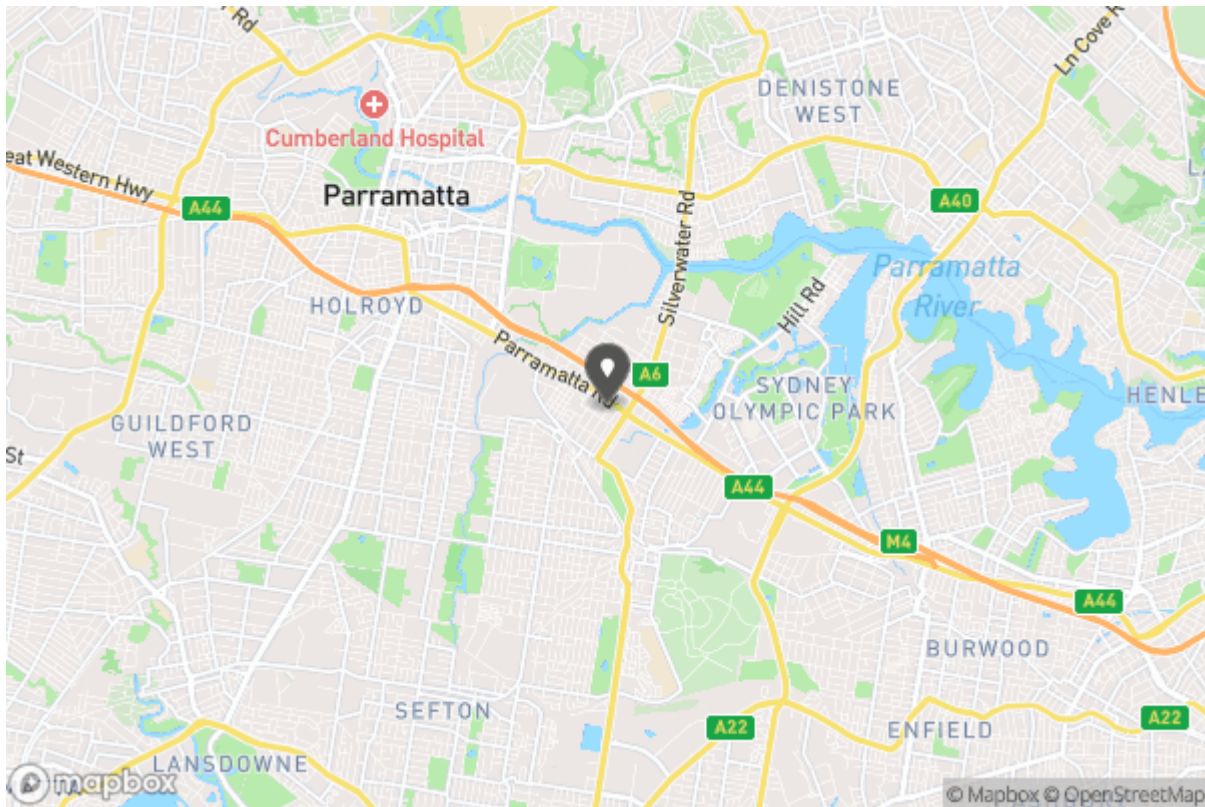 Rd
Ln Cove R
DENISTONE
WEST
Cumberland Hospital
eat Western Hwy
A44
Parramatta
Silverwater Rd
A40
Parramatta
River
HOLROYD
Hill Rd
Parramatta Rd
A6
SYDNEY
OLYMPIC PARK
HENLE
GUILDFORD
WEST
St
A44
M4
A44
BURWOOD
SEFTON
A22
ENFIELD
A22
LANSDOWNE
mapbox
© Mapbox © OpenStreetMap